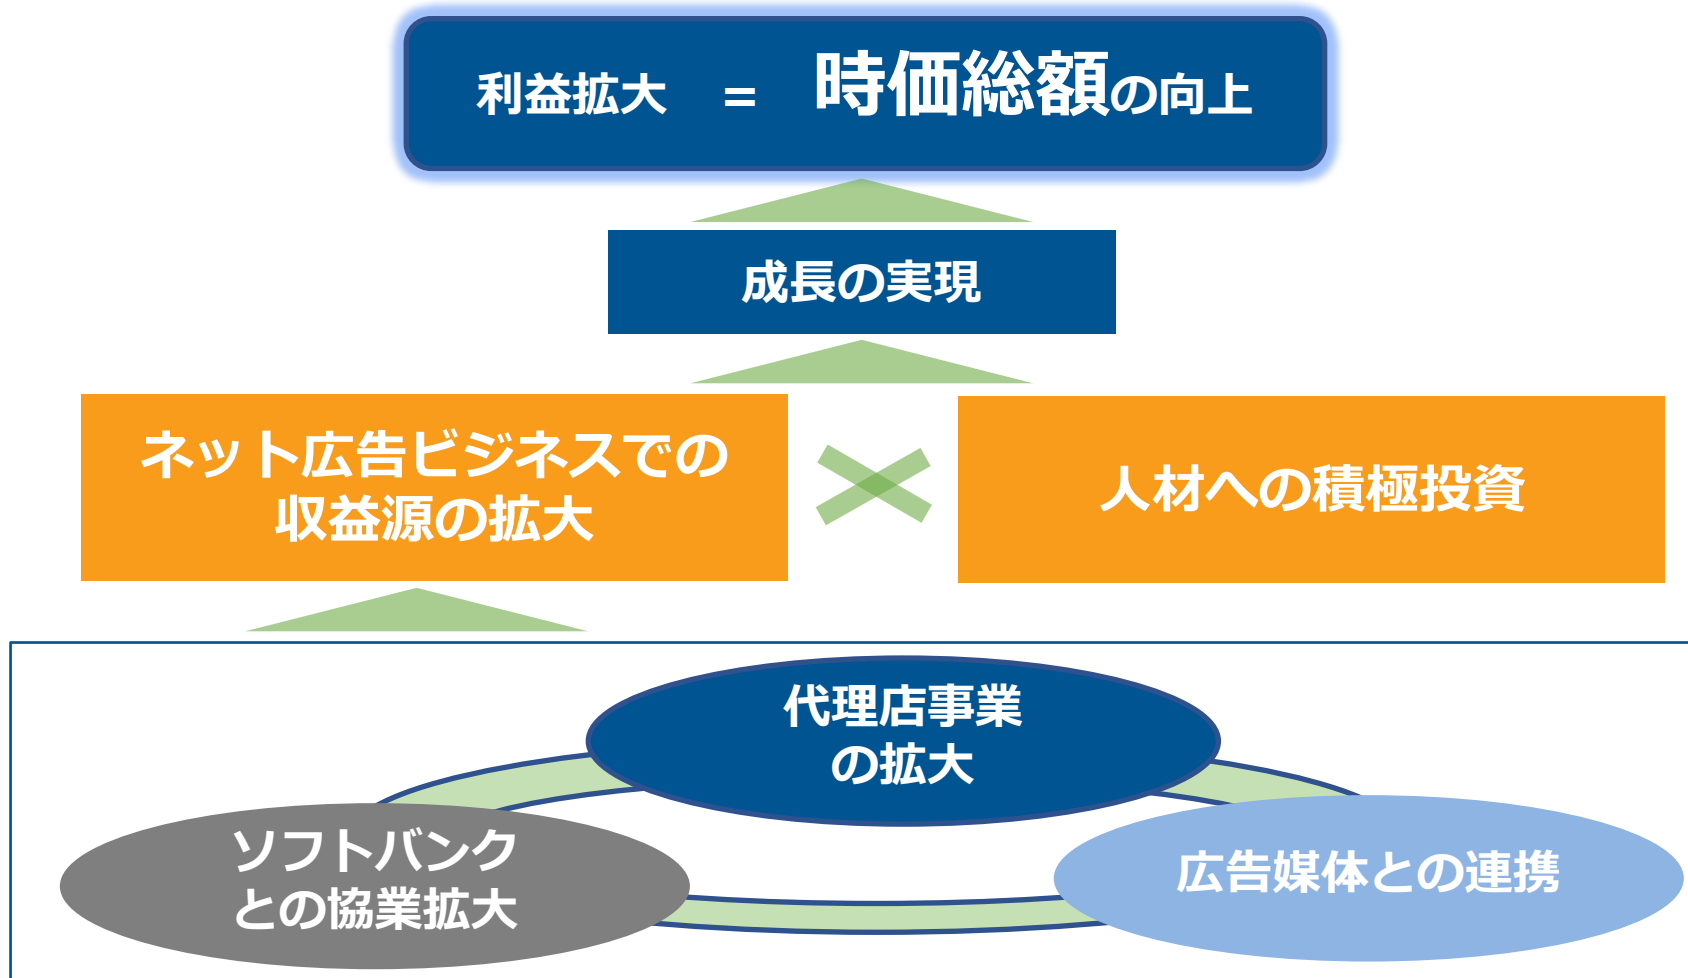 利益拡大 = 時価総額の向上
成長の実現
ネット広告ビジネスでの
収益源の拡大
人材への積極投資
代理店事業
の拡大
ソフトバンク
との協業拡大
広告媒体との連携